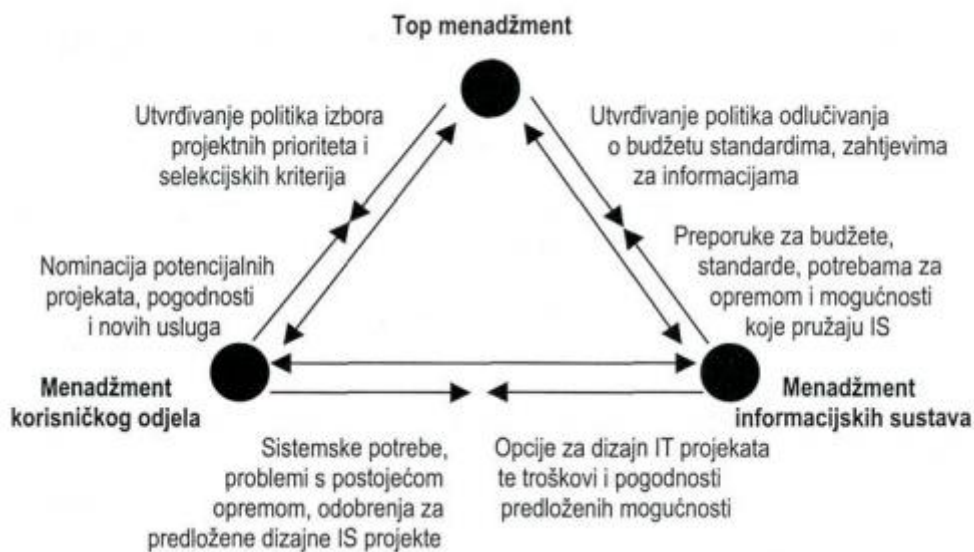 Top menadžment
Utvrđivanje politika izbora
projektnih prioriteta i
selekcijskih kriterija
Utvrđivanje politika odlučivanja
o budžetu standardima, zahtjevima
za informacijama
Nominacija potencijalnih
projekata, pogodnosti
i novih usluga
Preporuke za budžete,
standarde, potrebama za
opremom i mogućnosti
koje pružaju IS
Menadžment
korisničkog odjela
Menadžment
informacijskih sustava
Sistemske potrebe,
problemi s postojećom
opremom, odobrenja za
predložene dizajne IS projekte
Opcije za dizajn IT projekata
te troškovi i pogodnosti
predloženih mogućnosti